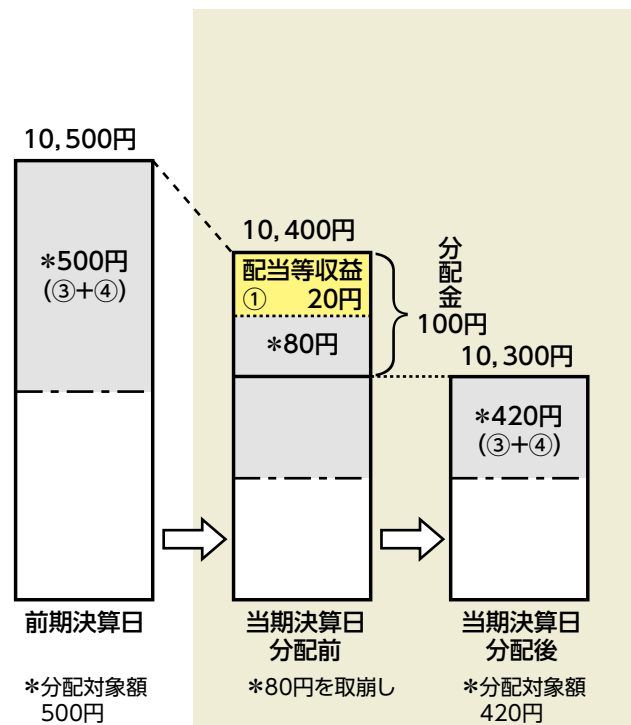 10,500円
*500円
(③+④)
前期決算日
*分配対象額
500円
10,400円
配当等収益
① 20円
*80円
分配金
100円
当期決算日
分配前
*80円を取崩し
10,300円
*420円
(③+④)
当期決算日
分配後
*分配対象額
420円